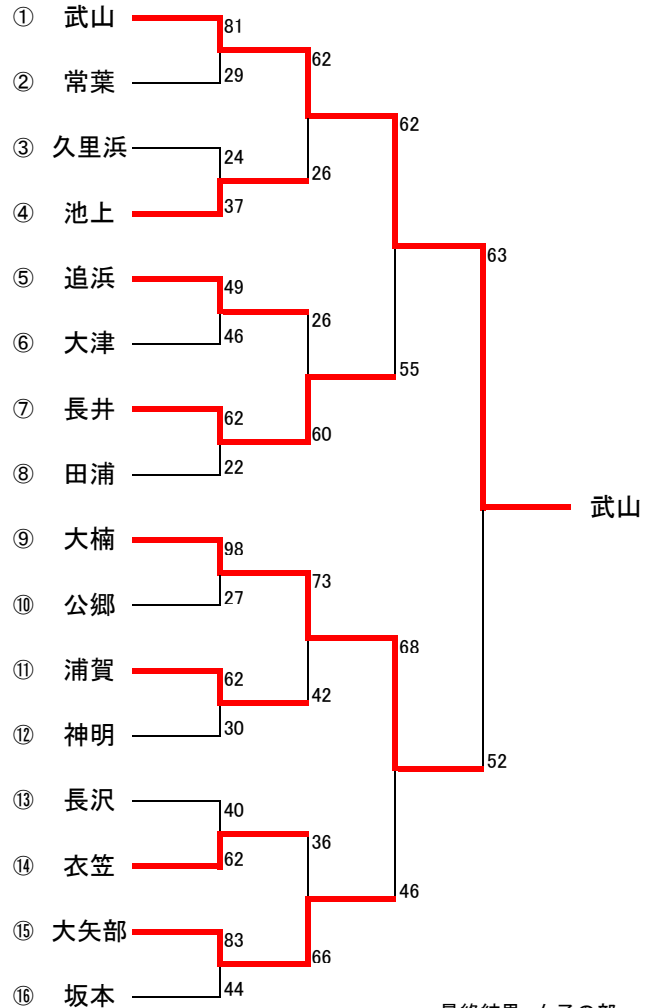 ① 武山
81
62
② 常葉
29
62
③ 久里浜
24
26
④ 池上
37
63
⑤ 追浜
49
26
⑥ 大津
46
55
⑦ 長井
62
60
⑧ 田浦
22
武山
⑨ 大楠
98
73
⑩ 公郷
27
68
⑪ 浦賀
62
42
⑫ 神明
30
52
⑬ 長沢
40
36
⑭ 衣笠
62
46
⑮ 大矢部
83
66
⑯ 坂本
44